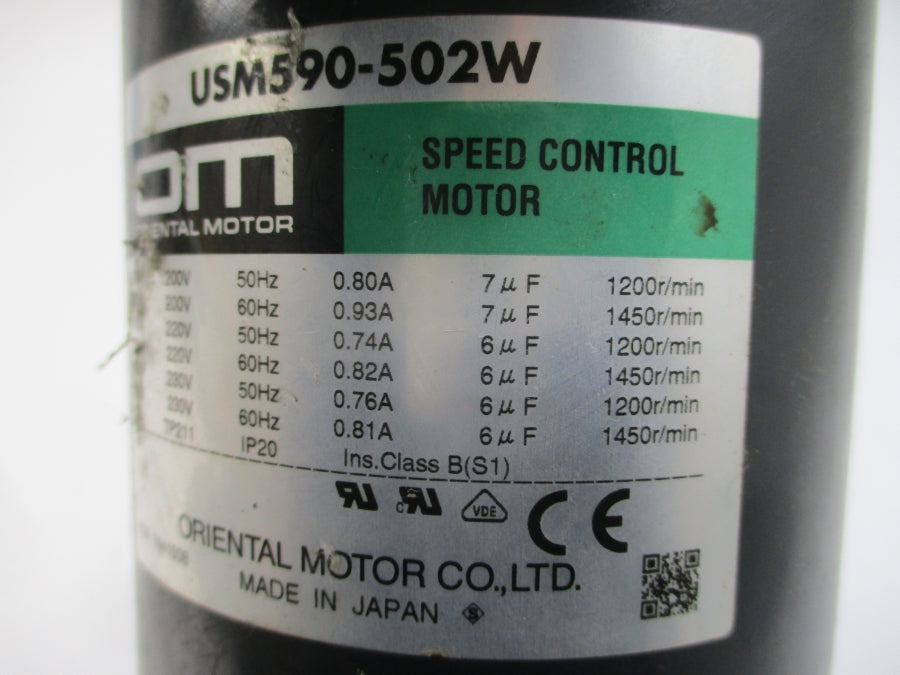 USM590-502W
om
ORIENTAL MOTOR
SPEED CONTROL
MOTOR
200V 50Hz 0.80A 7μF 1200r/min
200V 60Hz 0.93A 7μF 1450r/min
220V 50Hz 0.74A 6μF 1200r/min
220V 60Hz 0.82A 6μF 1450r/min
230V 50Hz 0.76A 6μF 1200r/min
230V 60Hz 0.81A 6μF 1450r/min
TP211 IP20 Ins.Class B(S1)
VDE CE
ORIENTAL MOTOR CO.,LTD.
MADE IN JAPAN S